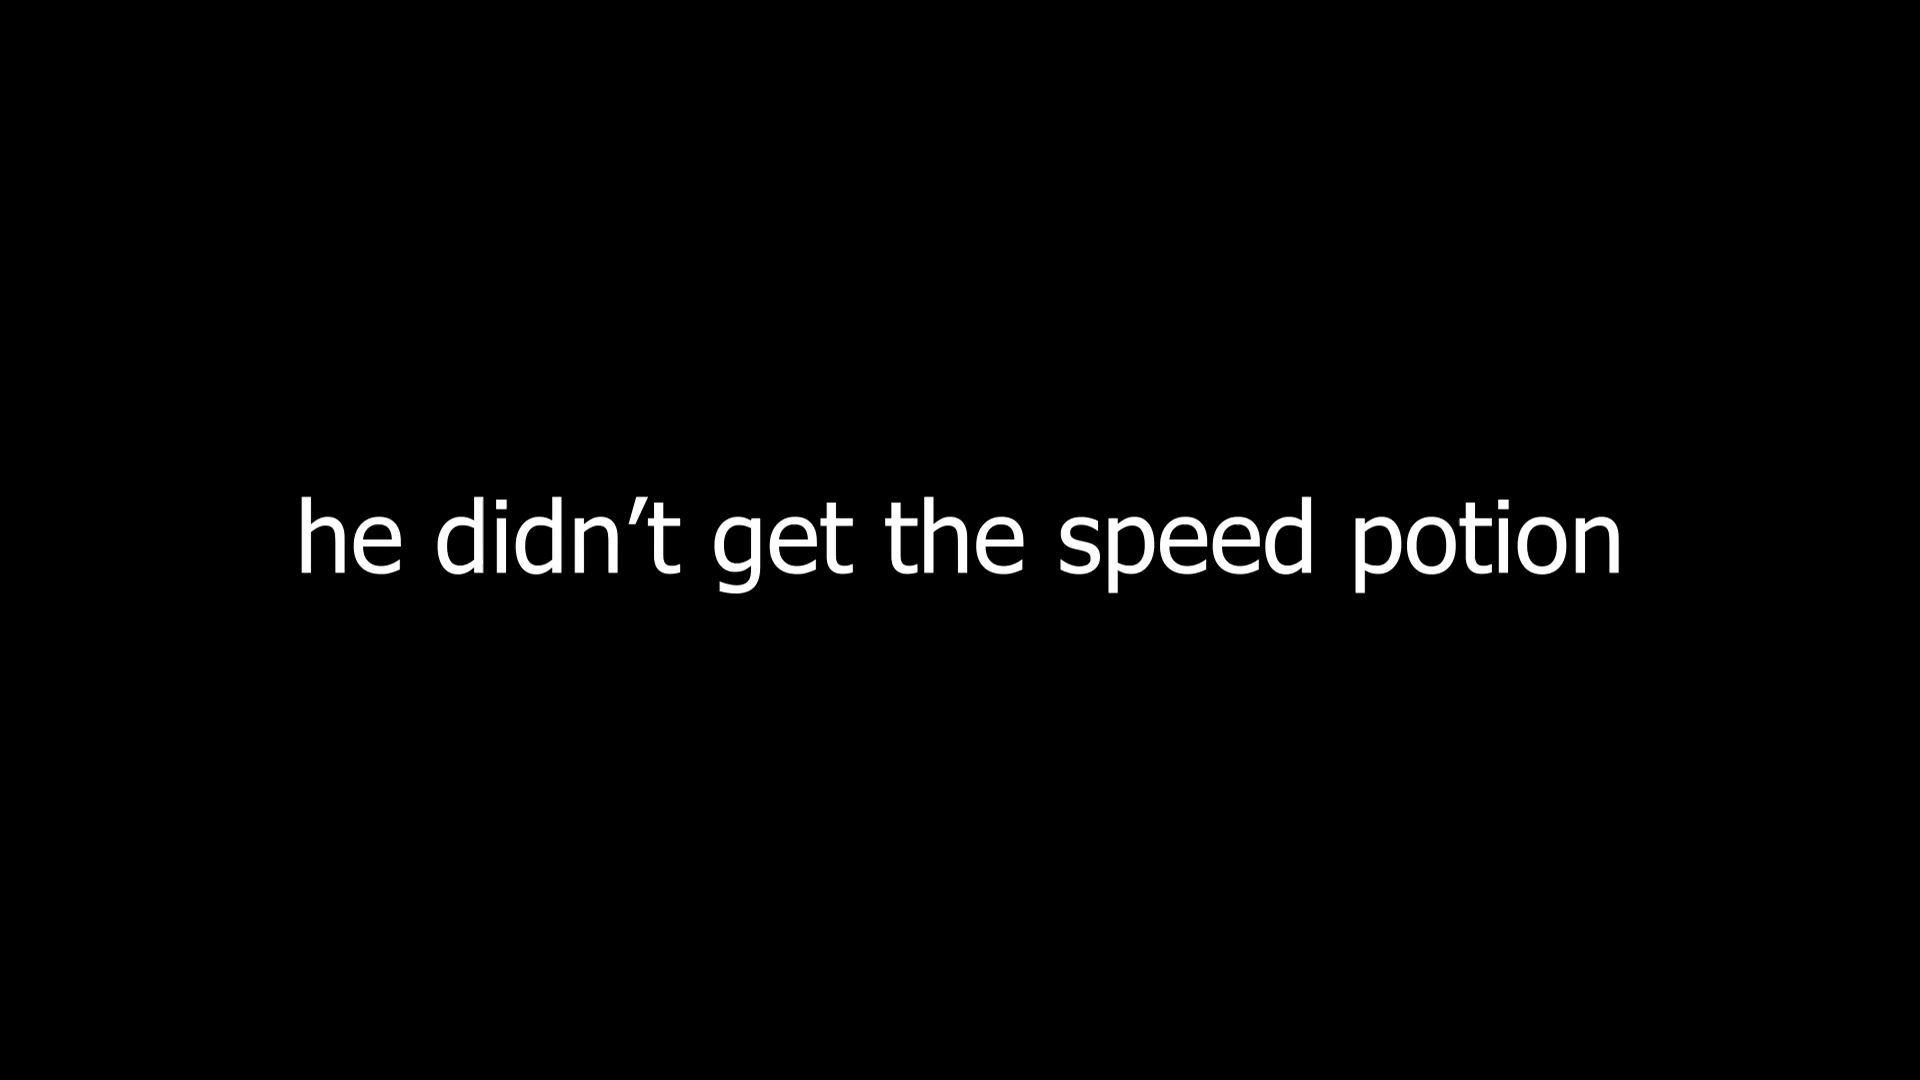 he didn’t get the speed potion